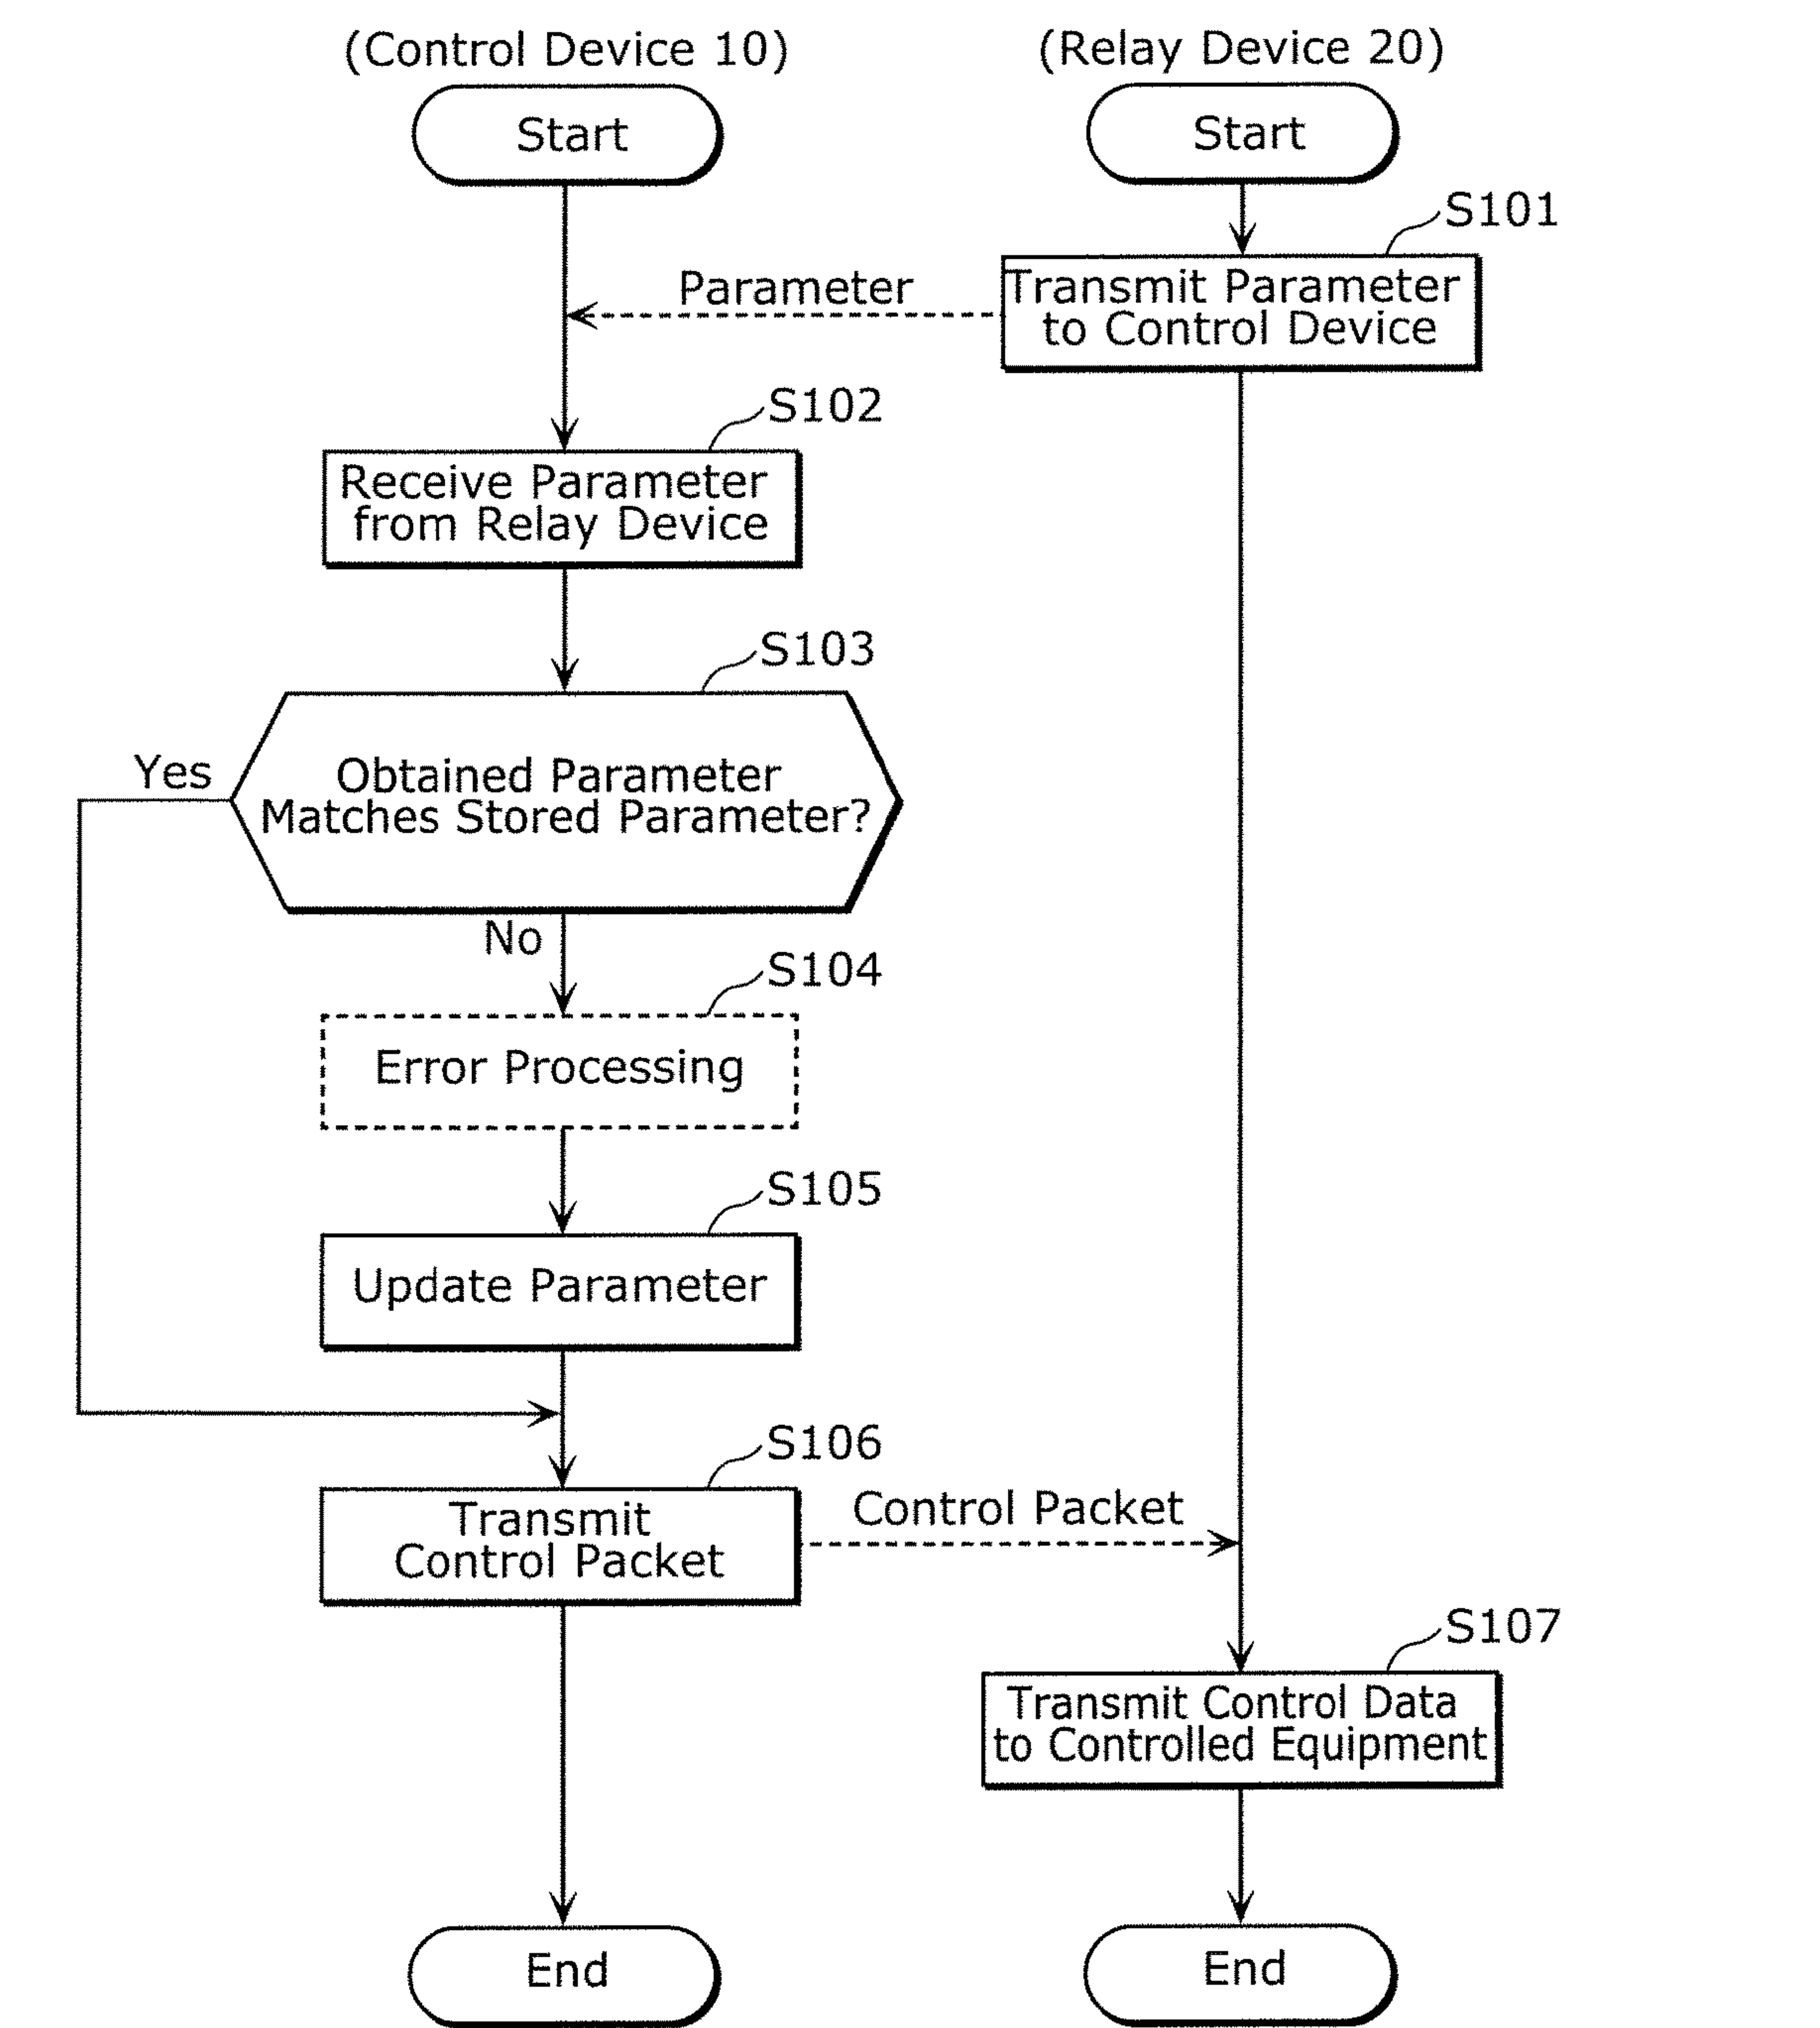 (Control Device 10)
(Relay Device 20)
Start
Start
S101
Transmit Parameter
to Control Device
Parameter
S102
Receive Parameter
from Relay Device
S103
Yes
Obtained Parameter
Matches Stored Parameter?
No
S104
Error Processing
S105
Update Parameter
S106
Transmit
Control Packet
Control Packet
S107
Transmit Control Data
to Controlled Equipment
End
End